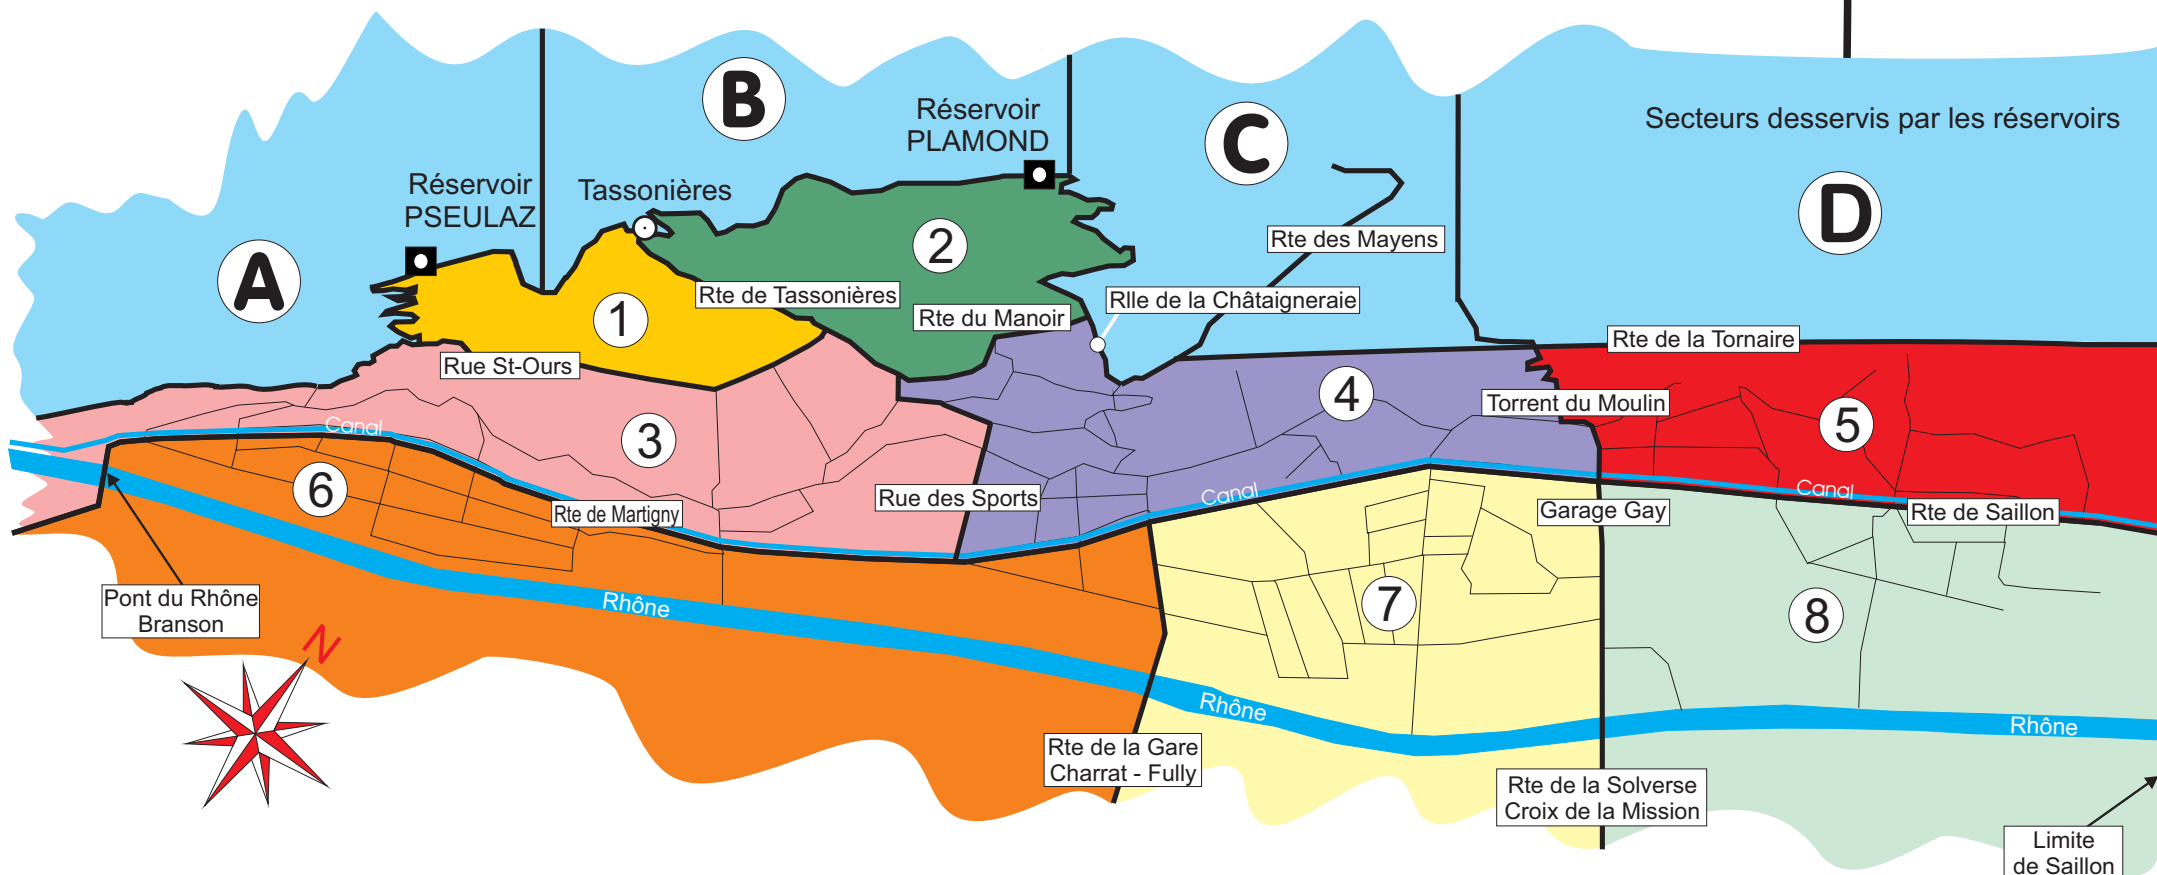 B
Réservoir
PLAMOND
C
Secteurs desservis par les réservoirs
D
Réservoir
PSEULAZ
Tassonières
A
2
Rte des Mayens
1
Rte de Tassonières
Rlle de la Châtaigneraie
Rte du Manoir
Rte de la Tornaire
Rue St-Ours
4
Torrent du Moulin
5
Canal
3
6
Rue des Sports
Canal
Canal
Rte de Martigny
Garage Gay
Rte de Saillon
Pont du Rhône
Branson
Rhône
7
8
N
Rhône
Rhône
Rte de la Gare
Charrat - Fully
Rte de la Solverse
Croix de la Mission
Limite
de Saillon